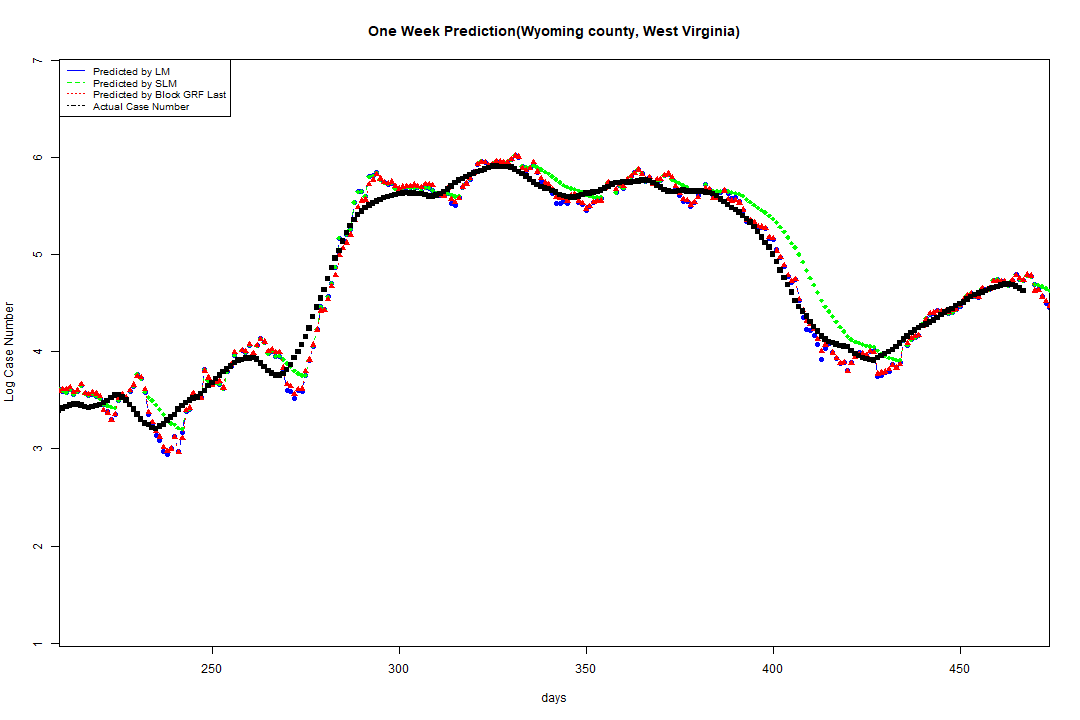 One Week Prediction(Wyoming county, West Virginia)
Predicted by LM
Predicted by SLM
Predicted by Block GRF Last
Actual Case Number
7
6
5
4
3
2
1
Log Case Number
250
300
350
400
450
days